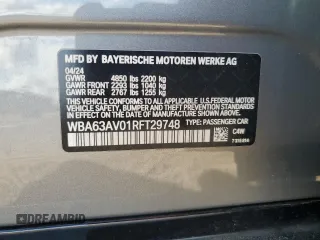 MFD. BY BAYERISCHE MOTOREN WERKE AG
04/24
GVWR 4850 lbs 2200 kg
GAWR FRONT 2293 lbs 1040 kg
GAWR REAR 2767 lbs 1255 kg
THIS VEHICLE CONFORMS TO ALL APPLICABLE
FEDERAL MOTOR VEHICLE SAFETY, BUMPER AND
THEFT PREVENTION STANDARDS IN EFFECT ON THE
DATE OF MANUFACTURE SHOWN ABOVE.
WBA63AV01RFT29748 TYPE: PASSENGER CAR
C4W
DREAMBID